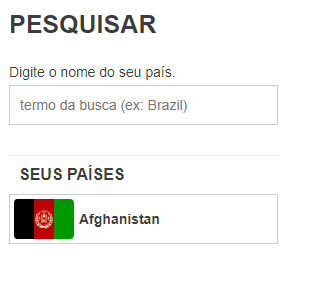 PESQUISAR
Digite o nome do seu país.
termo da busca (ex: Brazil)
SEUS PAÍSES
Afghanistan